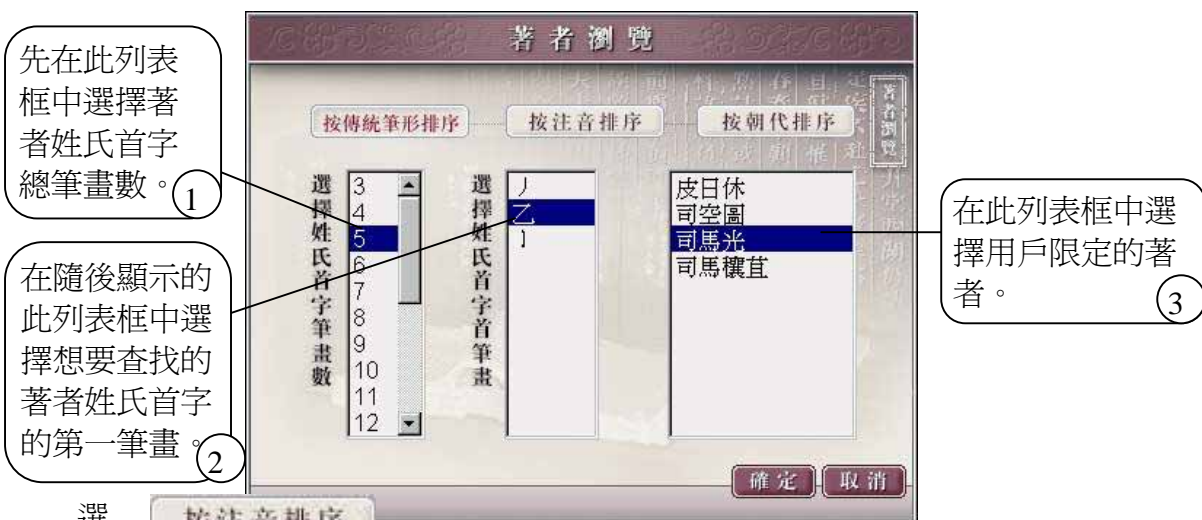 著者瀏覽
先在此列表
框中選擇著
者姓氏首字
總筆畫數。
1
在隨後顯示的
此列表框中選
擇想要查找的
著者姓氏首字
的第一筆畫。
2
按傳統筆形排序
按注音排序
按朝代排序
著者瀏覽
選擇姓氏首字筆畫數
3
4
5
6
7
8
9
10
11
12
選擇姓氏首字首筆畫
丿
乙
皮日休
司空圖
司馬光
司馬穰苴
在此列表框中選
擇用戶限定的著
者。
3
確定
取消
選 按注音排序